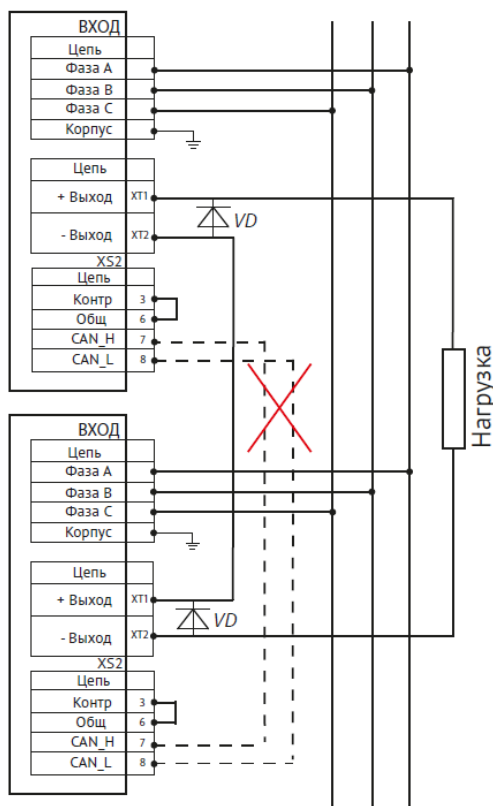 ВХОД
Цепь
Фаза А
Фаза В
Фаза С
Корпус
Цепь
+ Выход XT1
VD
- Выход XT2
XS2
Цепь
Контр 3
Общ 6
CAN_H 7
CAN_L 8
Нагрузка
ВХОД
Цепь
Фаза А
Фаза В
Фаза С
Корпус
Цепь
+ Выход XT1
VD
- Выход XT2
XS2
Цепь
Контр 3
Общ 6
CAN_H 7
CAN_L 8